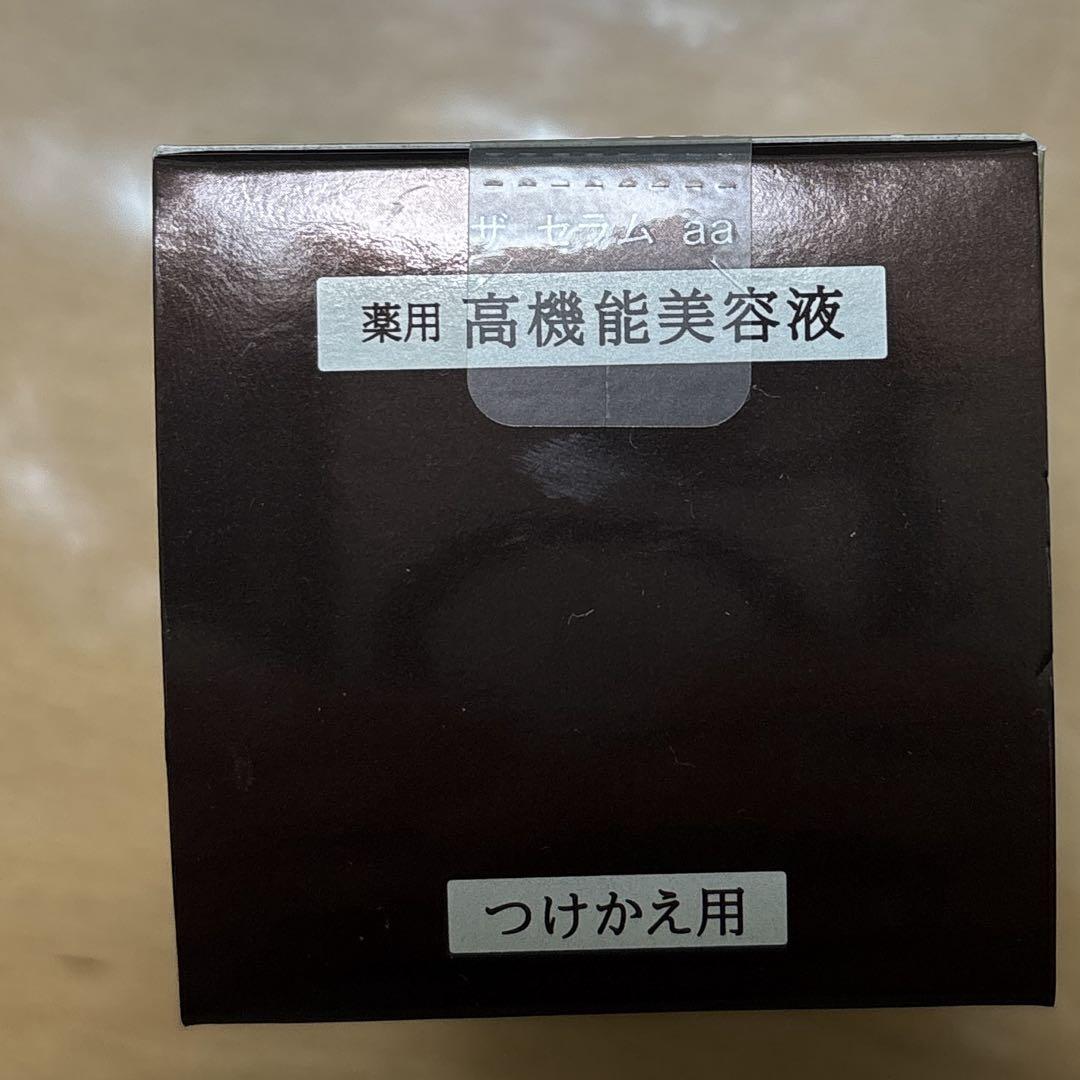 ザ セラム aa
薬用 高機能美容液
つけかえ用